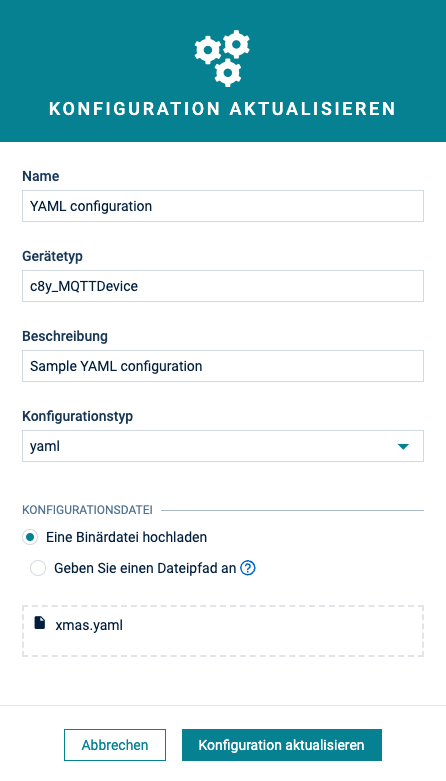 KONFIGURATION AKTUALISIEREN
Name
YAML configuration
Gerätetyp
c8y_MQTTDevice
Beschreibung
Sample YAML configuration
Konfigurationstyp
yaml
KONFIGURATIONSDATEI
Eine Binärdatei hochladen
Geben Sie einen Dateipfad an ?
xmas.yaml
Abbrechen Konfiguration aktualisieren